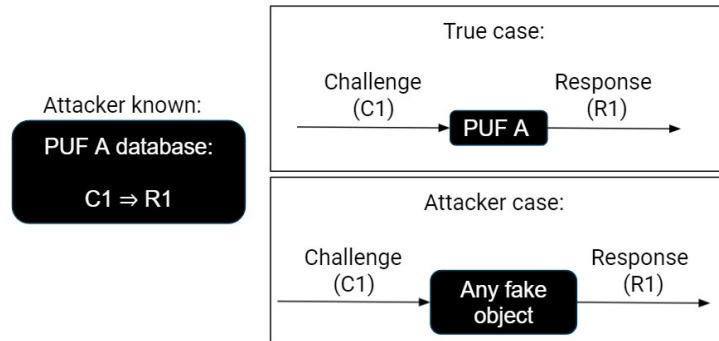 Attacker known:
PUF A database:
C1 ⇒ R1
True case:
Challenge
(C1)
PUF A
Response
(R1)
Attacker case:
Challenge
(C1)
Any fake
object
Response
(R1)